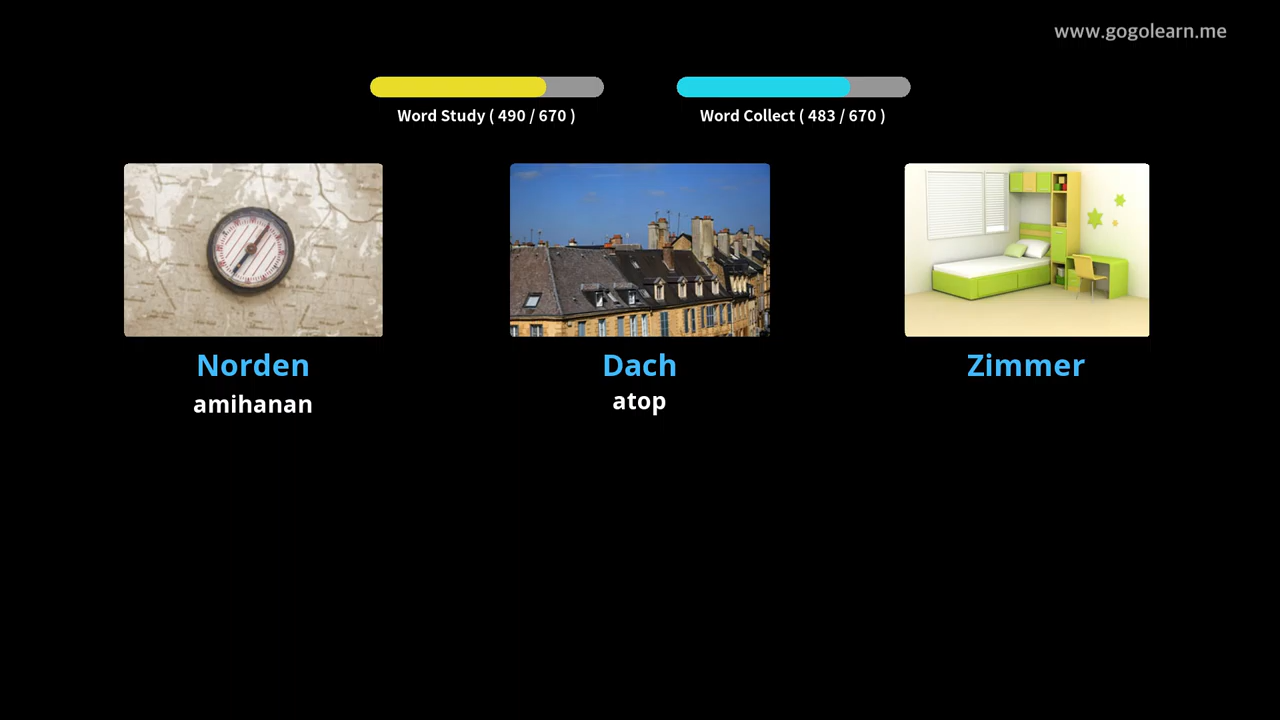 www.gogolearn.me
Word Study ( 490 / 670 )
Word Collect ( 483 / 670 )
Norden
Dach
Zimmer
amihanan
atop